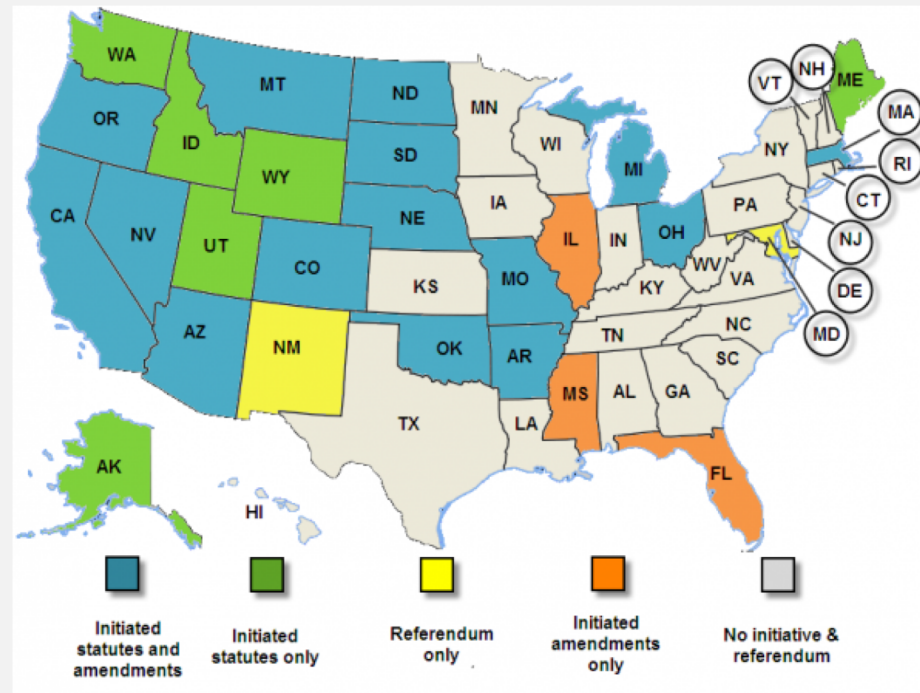 WA
MT
ND
MN
VT
NH
ME
OR
ID
SD
WI
MI
NY
MA
RI
WY
NE
IA
PA
CT
CA
NV
UT
CO
KS
MO
IL
IN
OH
WV
VA
KY
NJ
DE
MD
AZ
NM
OK
AR
TN
NC
SC
TX
LA
MS
AL
GA
FL
AK
HI
Initiated
statutes and
amendments
Initiated
statutes only
Referendum
only
Initiated
amendments
only
No initiative &
referendum